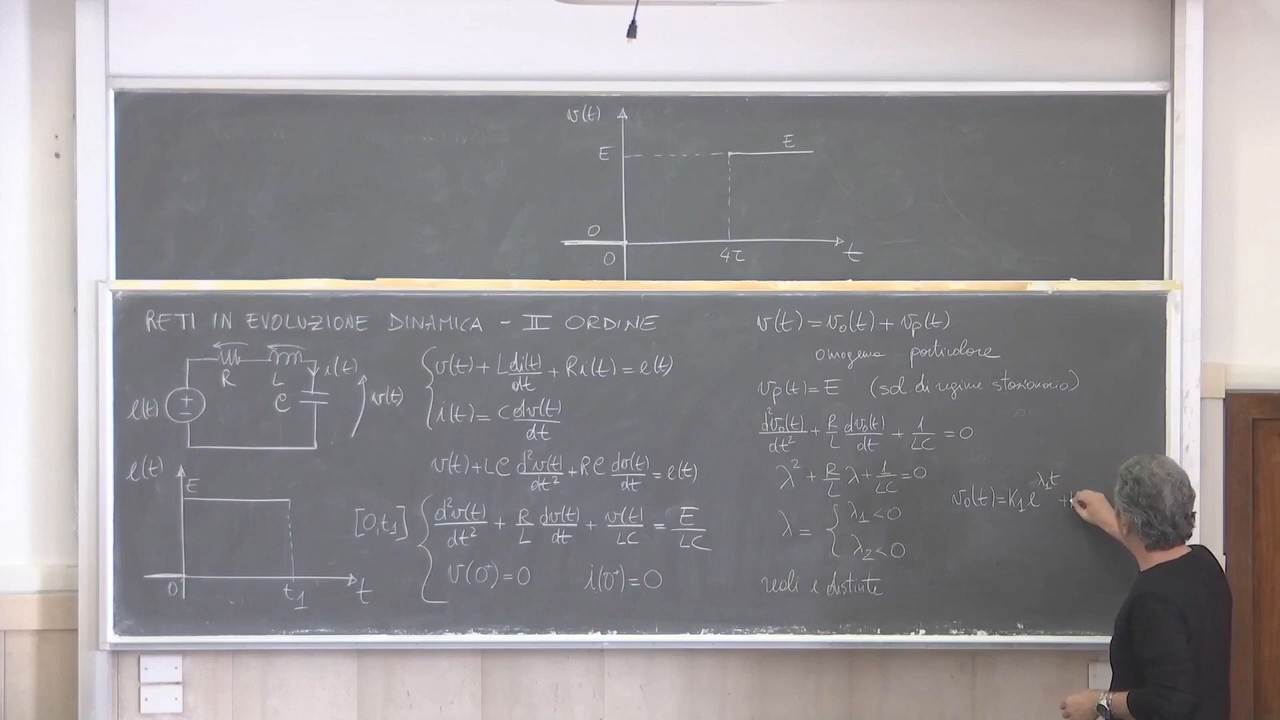 v(t)
E
E
0
0
4τ
t
RETI IN EVOLUZIONE DINAMICA - II ORDINE
R
L
i(t)
e(t)
C
v(t)
e(t)
E
0
t₁
t
v(t) + L di(t)/dt + R i(t) = e(t)
i(t) = C dv(t)/dt
v(t) + LC d²v(t)/dt² + RC dv(t)/dt = e(t)
[0,t₁]
d²v(t)/dt² + R/L dv(t)/dt + v(t)/LC = E/LC
v(0⁺)=0 i(0⁺)=0
v(t) = v₀(t) + vp(t)
omogenea particolare
vp(t) = E (sol di regime stazionario)
d²v₀(t)/dt² + R/L dv₀(t)/dt + 1/LC = 0
λ² + R/L λ + 1/LC = 0
λ = { λ₁ < 0
λ₂ < 0
reali e distinte
v₀(t) = K₁ e^λ₁t +